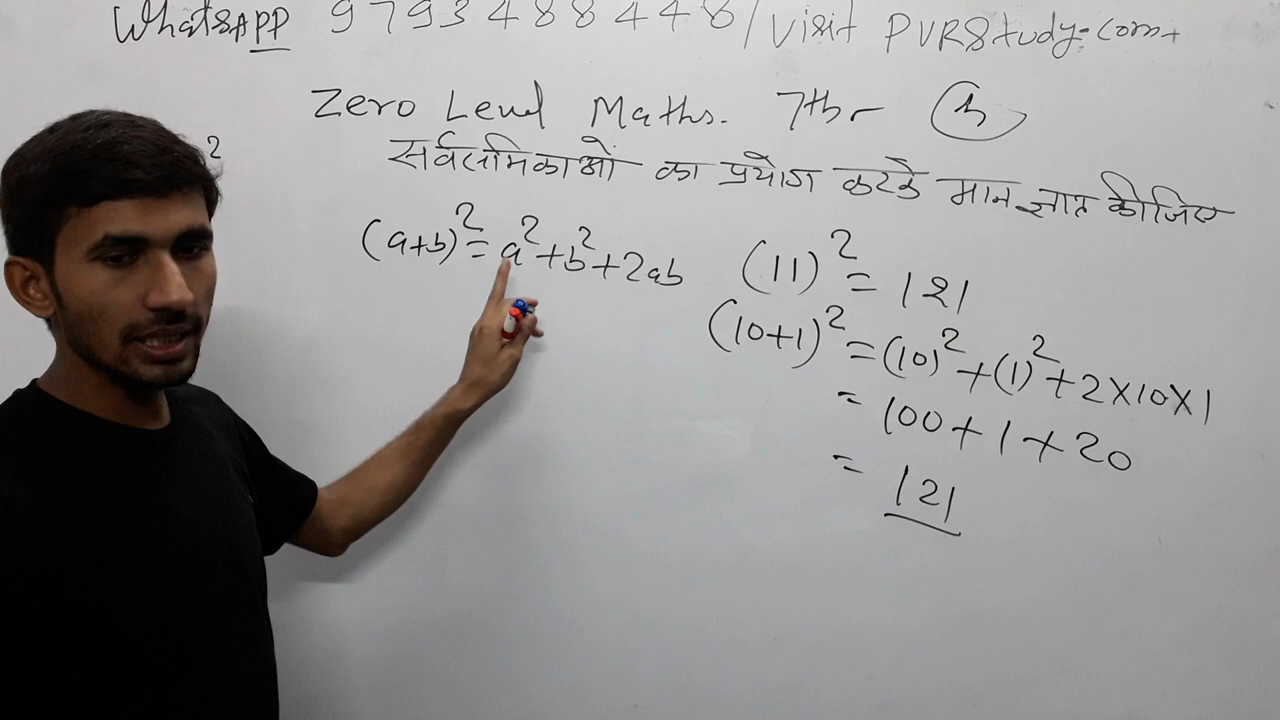 WhatsAPP 9793488448/Visit PVRStudy.com
Zero Level Maths. 7th-
2
सर्वसमिकाओं का प्रयोग करके मान ज्ञात कीजिए
(a+b)²=a²+b²+2ab
(11)²=121
(10+1)²=(10)²+(1)²+2×10×1
= 100+1+20
= 121